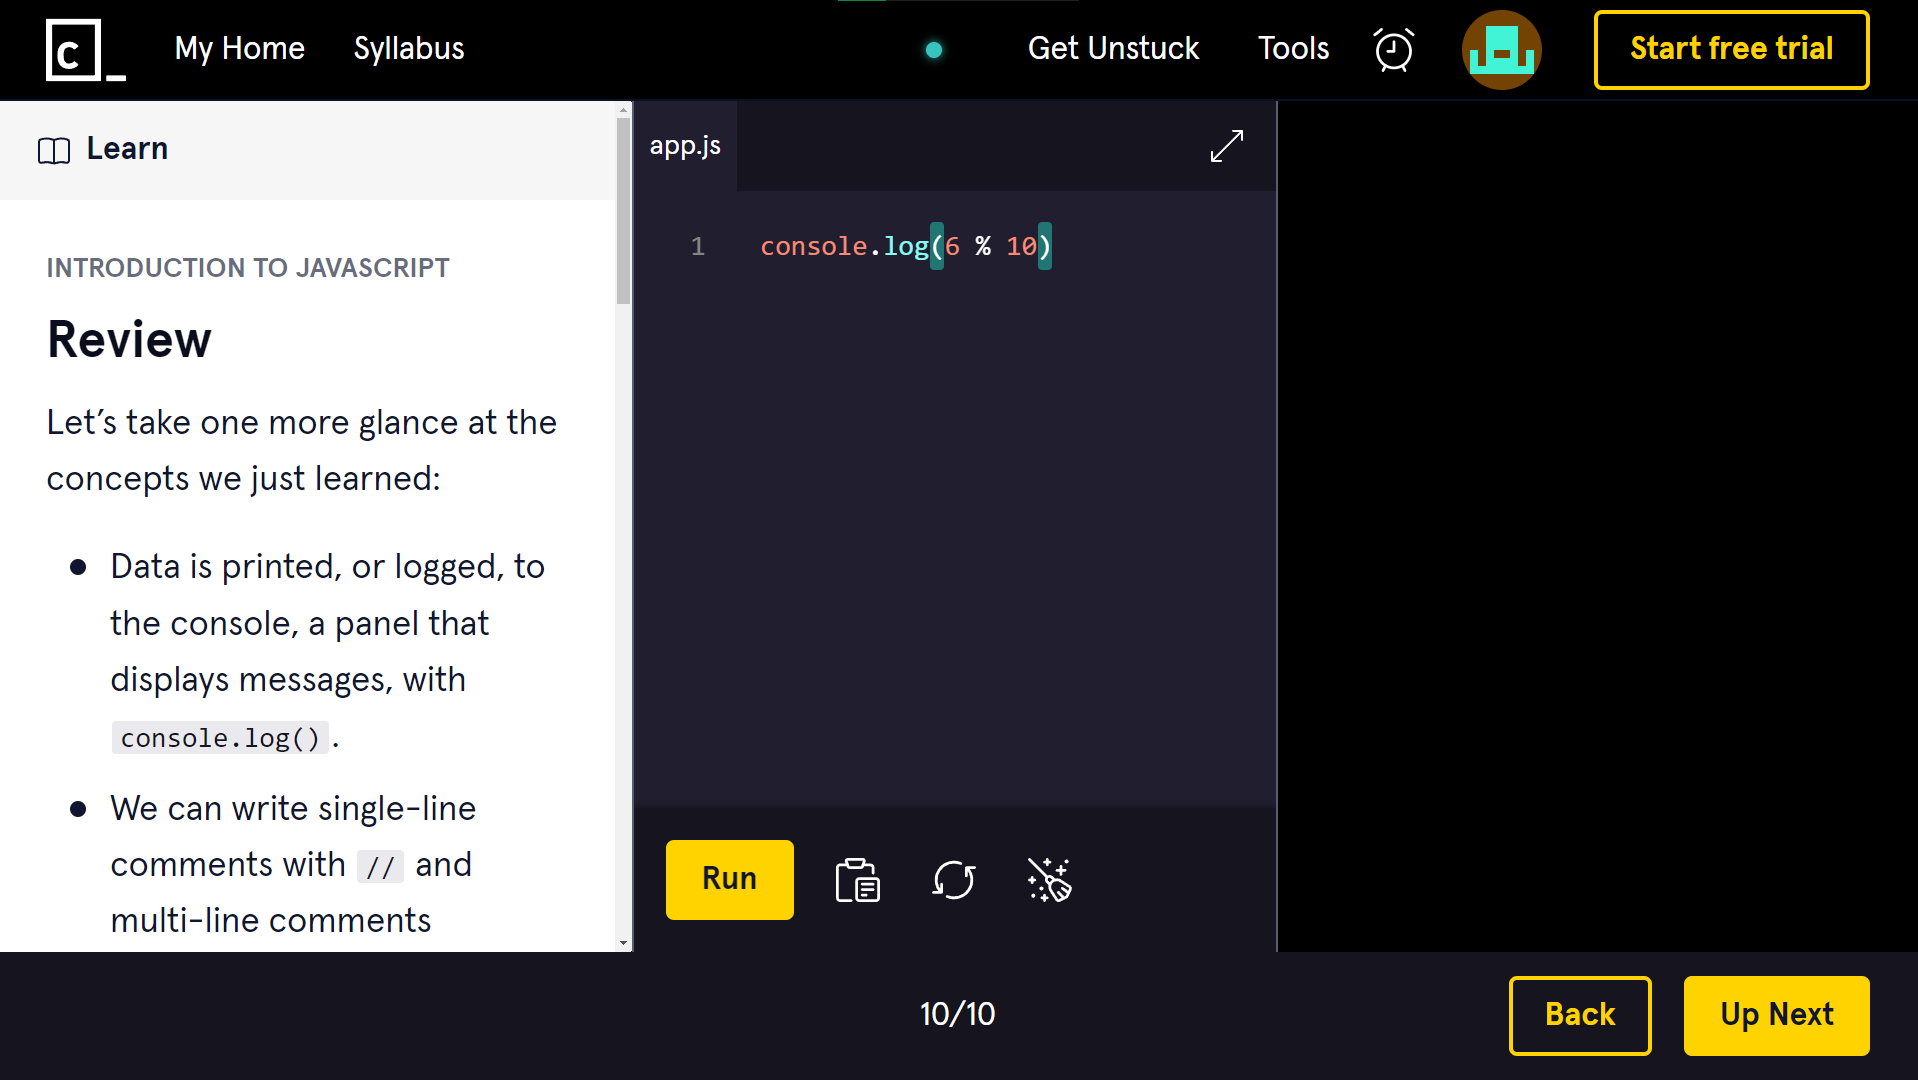 c_ My Home Syllabus Get Unstuck Tools Start free trial
Learn
app.js
INTRODUCTION TO JAVASCRIPT
Review
Let’s take one more glance at the
concepts we just learned:
Data is printed, or logged, to
the console, a panel that
displays messages, with
console.log().
We can write single-line
comments with // and
multi-line comments
1 console.log(6 % 10)
Run
10/10
Back Up Next